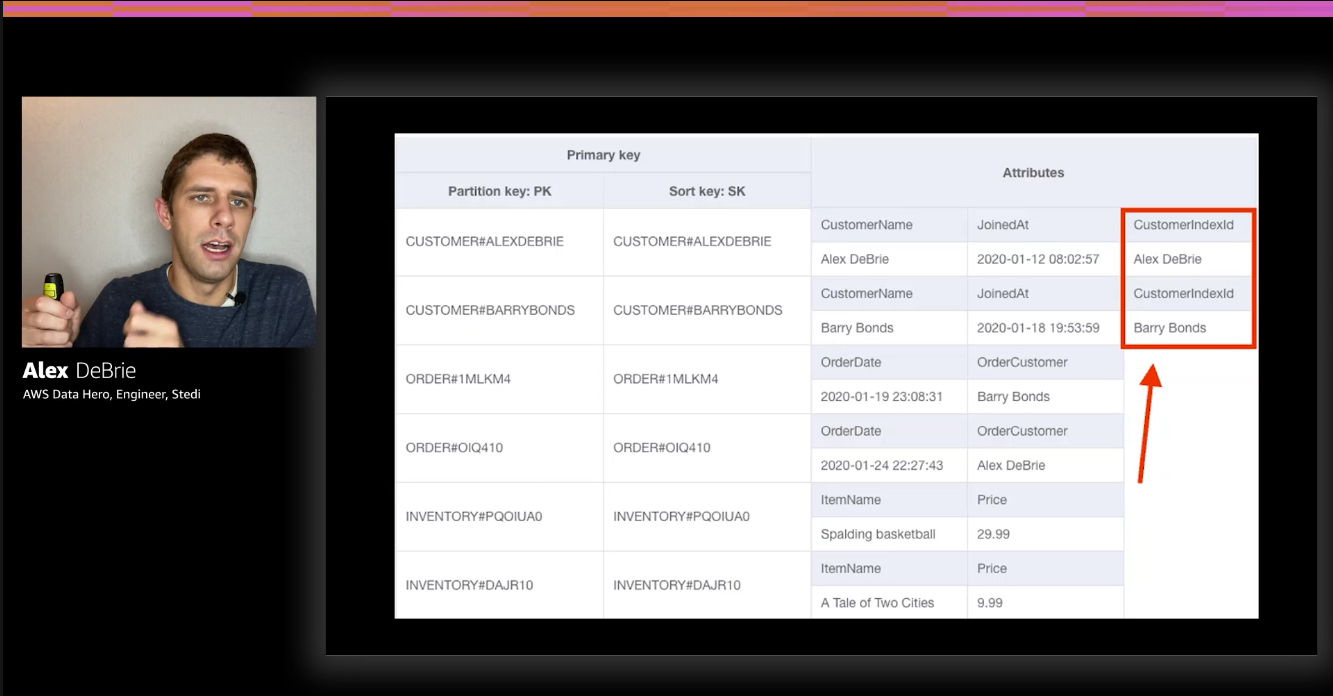 Primary key
Attributes
Partition key: PK
Sort key: SK
CUSTOMER#ALEXDEBRIE
CUSTOMER#ALEXDEBRIE
CustomerName
JoinedAt
CustomerIndexId
Alex DeBrie
2020-01-12 08:02:57
Alex DeBrie
CUSTOMER#BARRYBONDS
CUSTOMER#BARRYBONDS
CustomerName
JoinedAt
CustomerIndexId
Barry Bonds
2020-01-18 19:53:59
Barry Bonds
ORDER#1MLKM4
ORDER#1MLKM4
OrderDate
OrderCustomer
2020-01-19 23:08:31
Barry Bonds
ORDER#OIQ410
ORDER#OIQ410
OrderDate
OrderCustomer
2020-01-24 22:27:43
Alex DeBrie
INVENTORY#PQOIUA0
INVENTORY#PQOIUA0
ItemName
Price
Spalding basketball
29.99
INVENTORY#DAJR10
INVENTORY#DAJR10
ItemName
Price
A Tale of Two Cities
9.99
Alex DeBrie
AWS Data Hero, Engineer, Stedi